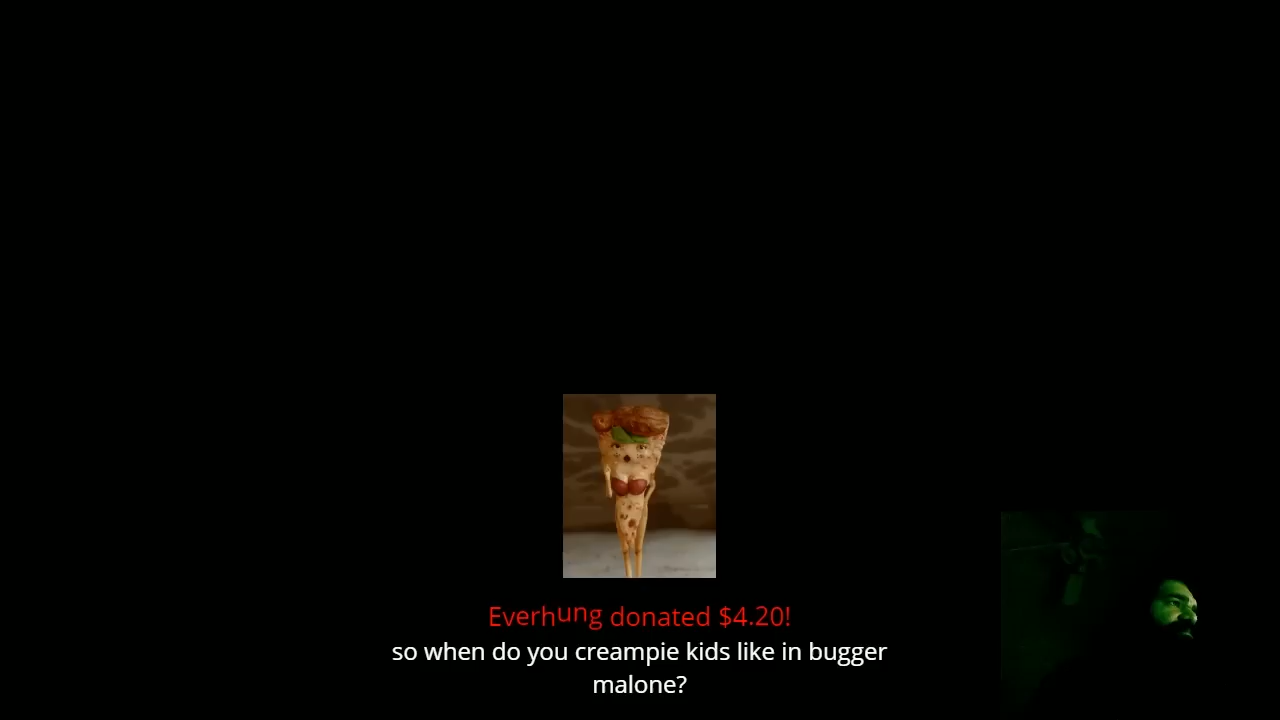 Everhung donated $4.20!
so when do you creampie kids like in bugger
malone?